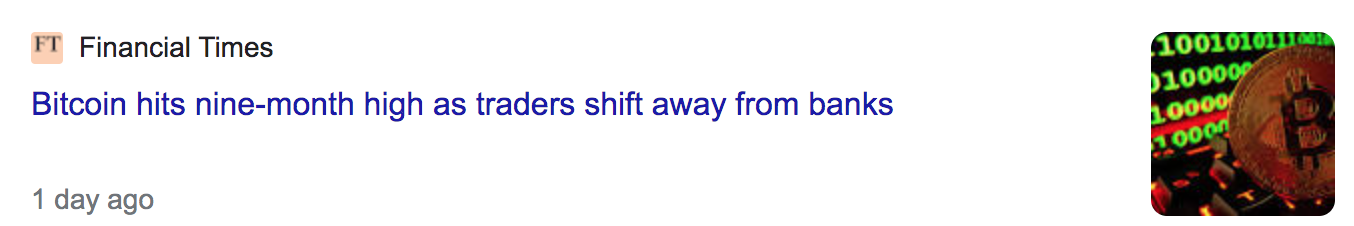 FT Financial Times
Bitcoin hits nine-month high as traders shift away from banks
1 day ago